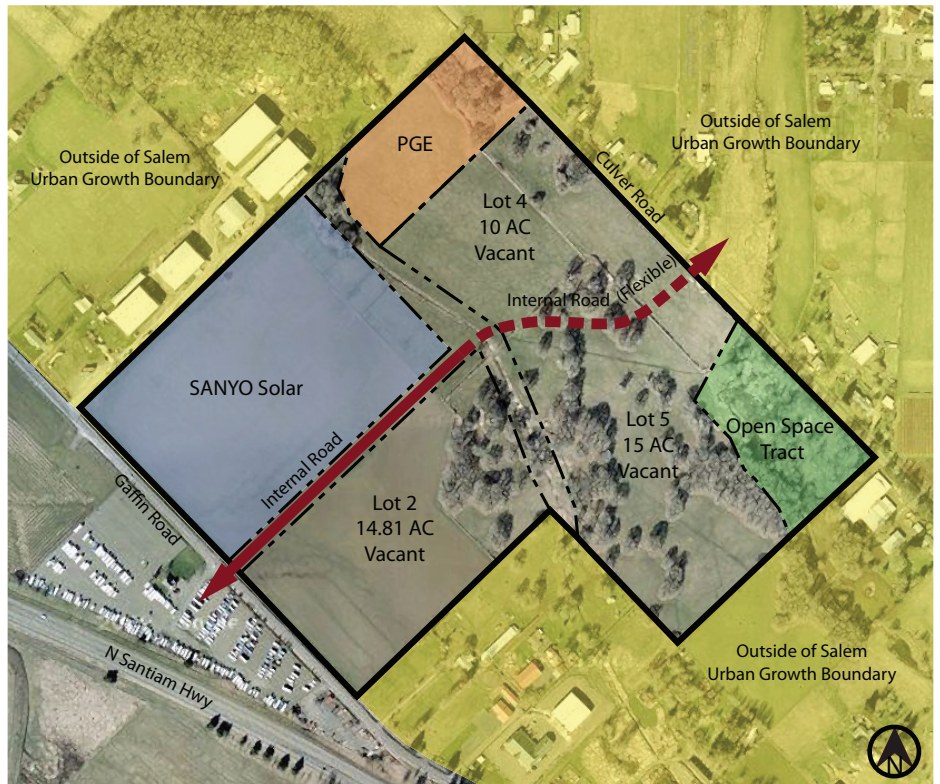 PGE
Outside of Salem
Urban Growth Boundary
Outside of Salem
Urban Growth Boundary
Culver Road
Lot 4
10 AC
Vacant
Internal Road (Flexible)
SANYO Solar
Internal Road
Lot 5
15 AC
Vacant
Open Space
Tract
Gaffin Road
Lot 2
14.81 AC
Vacant
N Santiam Hwy
Outside of Salem
Urban Growth Boundary
N